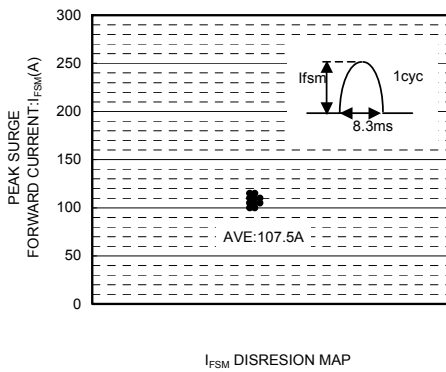 300
250
200
150
100
50
0
PEAK SURGE
FORWARD CURRENT:IFSM(A)
Ifsm
1cyc
8.3ms
AVE:107.5A
IFSM DISRESION MAP